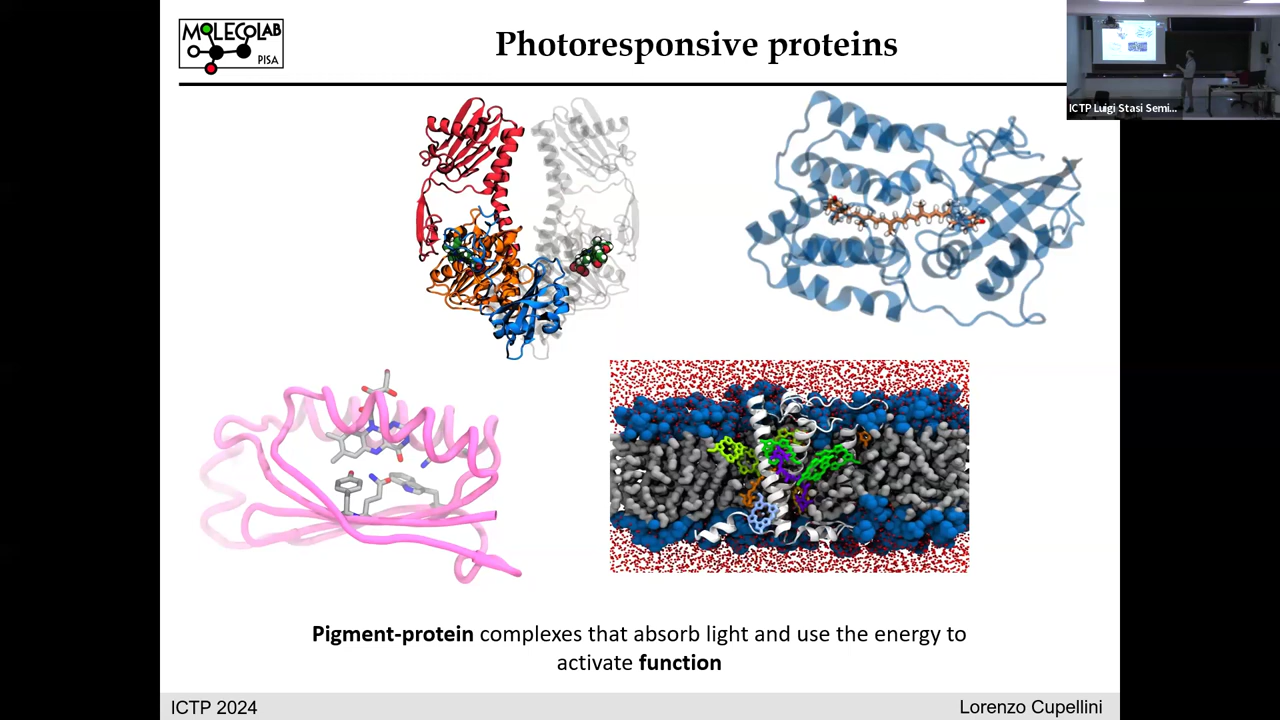 MOLECOLAB
PISA
Photoresponsive proteins
ICTP Luigi Stasi Semi...
Pigment-protein complexes that absorb light and use the energy to
activate function
ICTP 2024
Lorenzo Cupellini